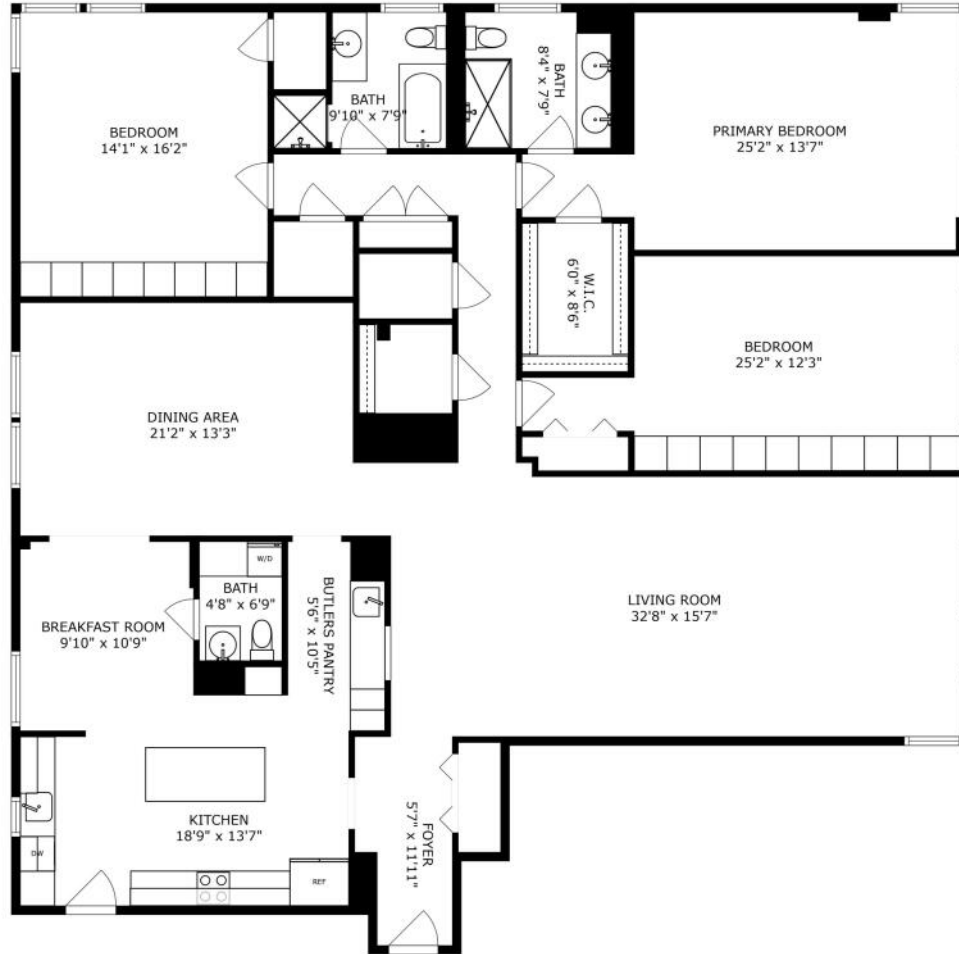 BATH
9'10" x 7'9"
BATH
8'4" x 7'9"
BEDROOM
14'1" x 16'2"
PRIMARY BEDROOM
25'2" x 13'7"
W.I.C.
6'0" x 8'6"
BEDROOM
25'2" x 12'3"
DINING AREA
21'2" x 13'3"
W/D
BATH
4'8" x 6'9"
BUTLERS PANTRY
5'6" x 10'5"
BREAKFAST ROOM
9'10" x 10'9"
LIVING ROOM
32'8" x 15'7"
KITCHEN
18'9" x 13'7"
FOYER
5'7" x 11'11"
DW
REF